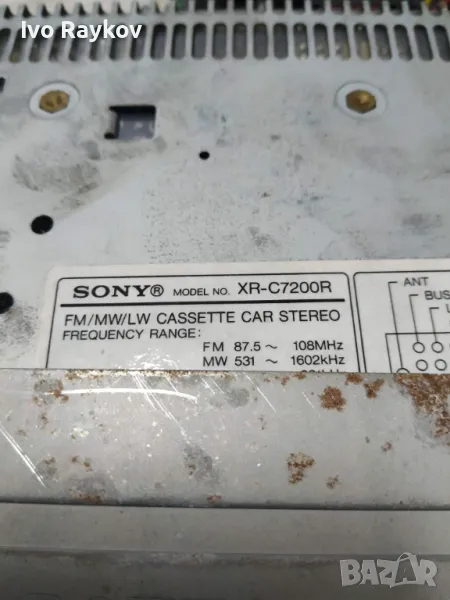 Ivo Raykov
SONY® MODEL NO. XR-C7200R
FM/MW/LW CASSETTE CAR STEREO
FREQUENCY RANGE:
FM 87.5 ~ 108MHz
MW 531 ~ 1602kHz
ANT
BUS
BAZAR